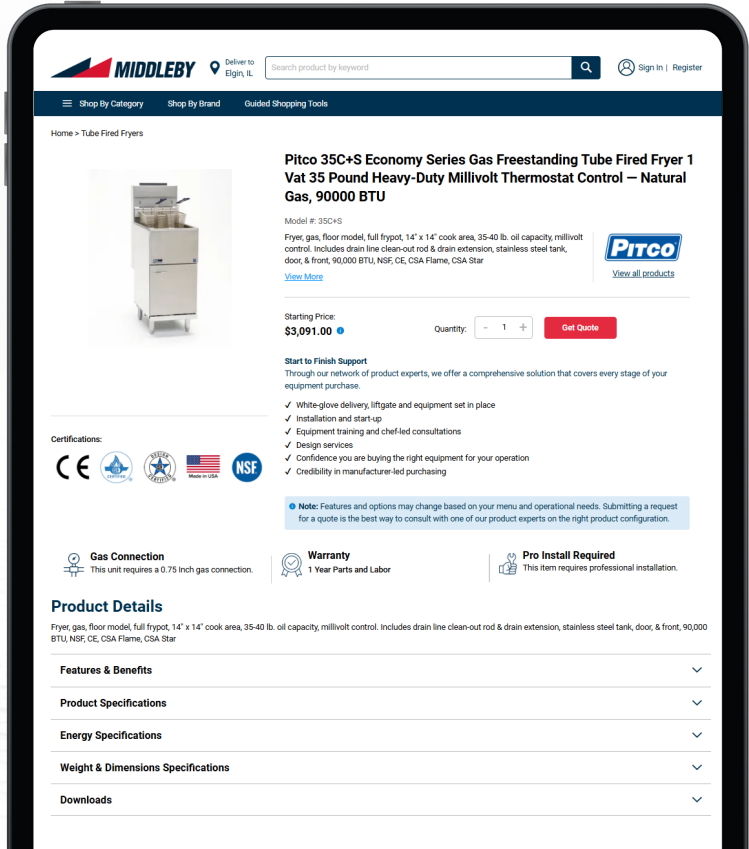 MIDDLEBY
Deliver to
Elgin, IL
Search product by keyword
Sign In | Register
Shop By Category
Shop By Brand
Guided Shopping Tools
Home > Tube Fired Fryers
Pitco 35C+S Economy Series Gas Freestanding Tube Fired Fryer 1
Vat 35 Pound Heavy-Duty Millivolt Thermostat Control — Natural
Gas, 90000 BTU
Model #: 35C+S
Fryer, gas, floor model, full frypot, 14" x 14" cook area, 35-40 lb. oil capacity, millivolt
control. Includes drain line clean-out rod & drain extension, stainless steel tank,
door, & front, 90,000 BTU, NSF, CE, CSA Flame, CSA Star
View More
PITCO
View all products
Starting Price:
$3,091.00
Quantity:
- 1 +
Get Quote
Start to Finish Support
Through our network of product experts, we offer a comprehensive solution that covers every stage of your
equipment purchase.
✓ White-glove delivery, liftgate and equipment set in place
✓ Installation and start-up
✓ Equipment training and chef-led consultations
✓ Design services
✓ Confidence you are buying the right equipment for your operation
✓ Credibility in manufacturer-led purchasing
Certifications:
CE
CERTIFIED
DESIGN
CERTIFIED
Made in USA
NSF
Note: Features and options may change based on your menu and operational needs. Submitting a request
for a quote is the best way to consult with one of our product experts on the right product configuration.
Gas Connection
This unit requires a 0.75 Inch gas connection.
Warranty
1 Year Parts and Labor
Pro Install Required
This item requires professional installation.
Product Details
Fryer, gas, floor model, full frypot, 14" x 14" cook area, 35-40 lb. oil capacity, millivolt control. Includes drain line clean-out rod & drain extension, stainless steel tank, door, & front, 90,000
BTU, NSF, CE, CSA Flame, CSA Star
Features & Benefits
Product Specifications
Energy Specifications
Weight & Dimensions Specifications
Downloads